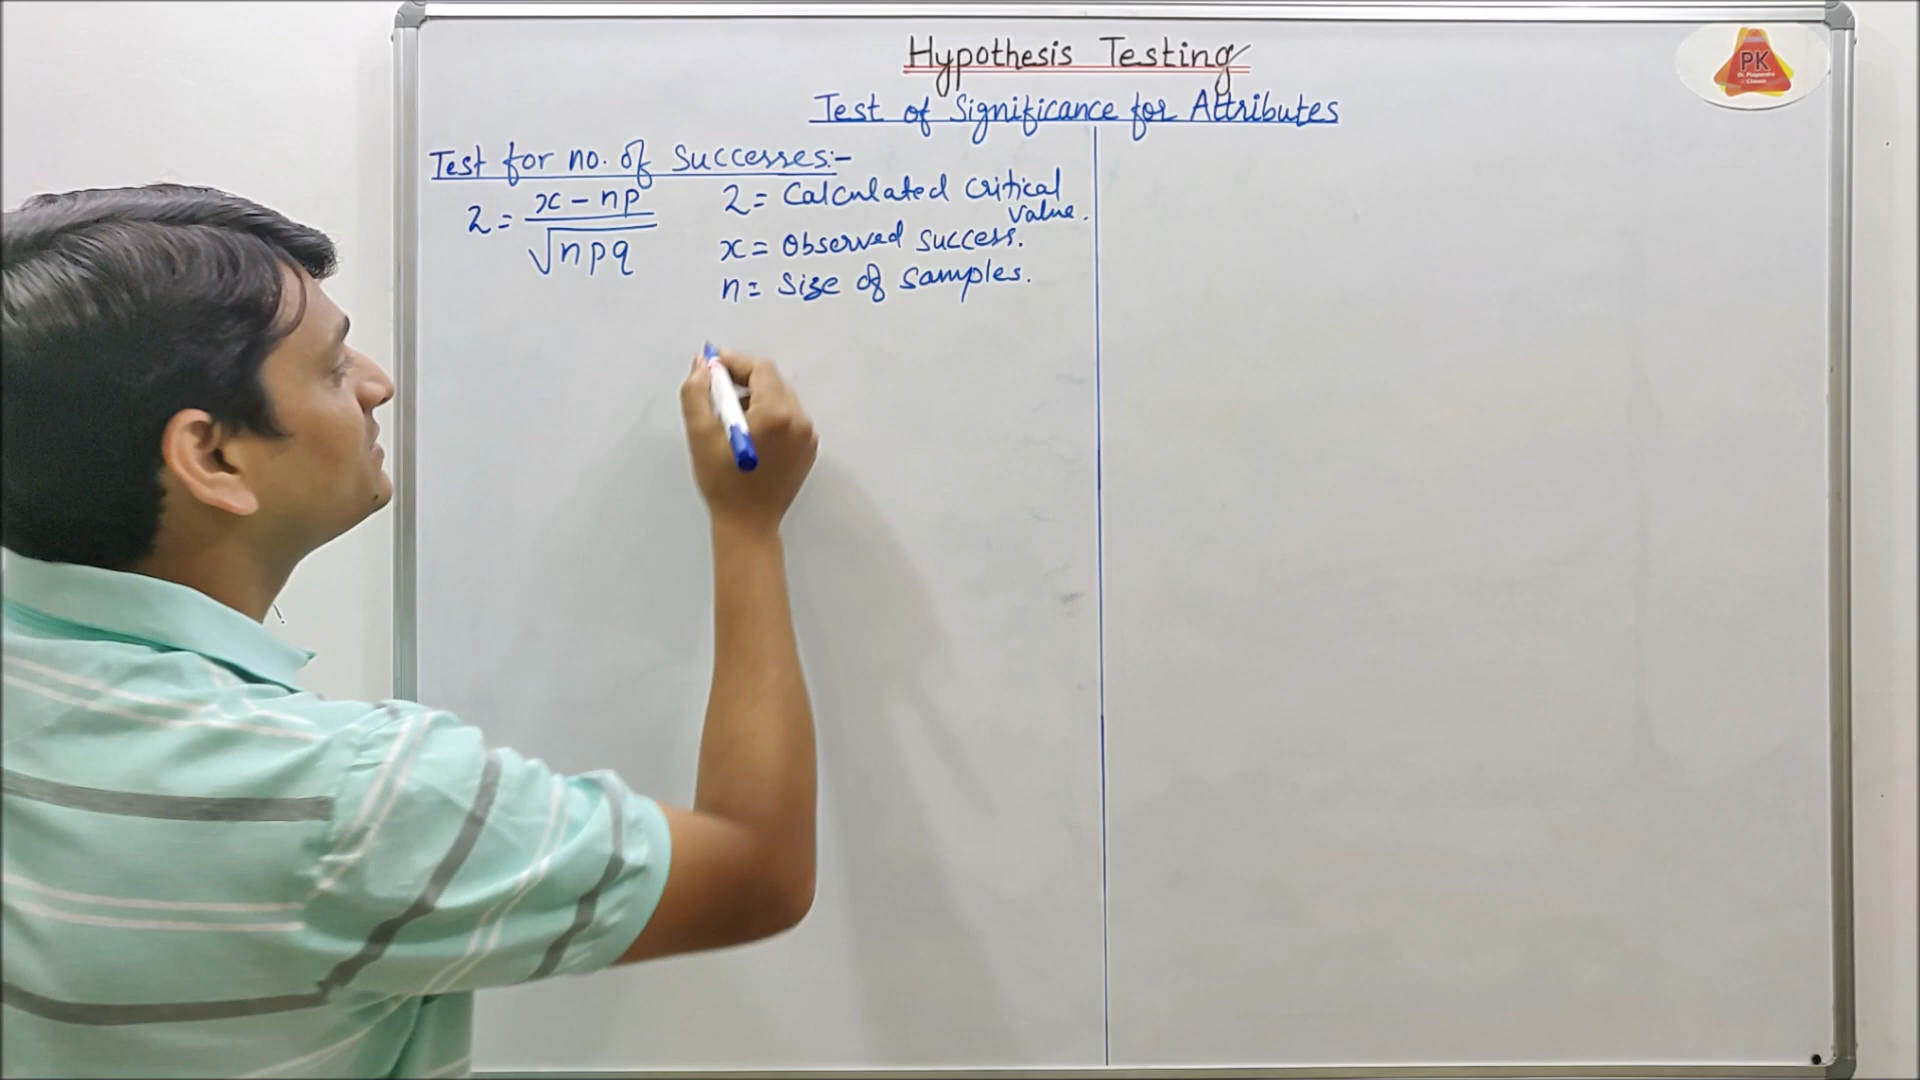 Hypothesis Testing
Test of Significance for Attributes
Test for no. of Successes:-
Z = x - np / √npq
Z = Calculated critical value.
x = Observed success.
n = Size of samples.
PK
Classes